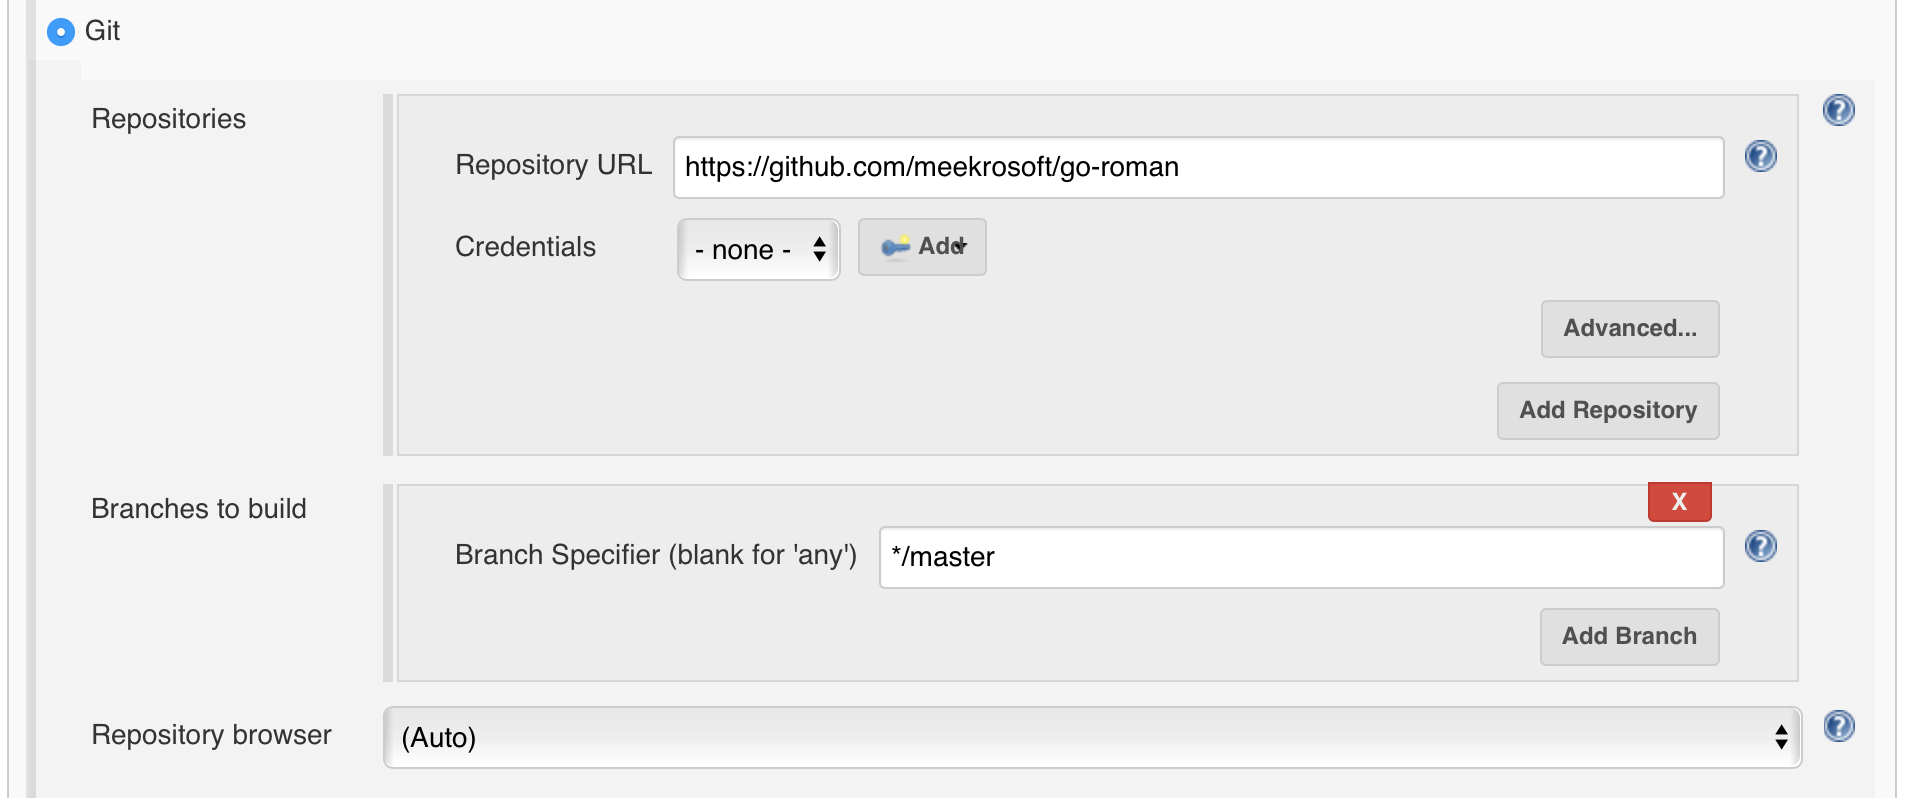 Git
Repositories
Repository URL https://github.com/meekrosoft/go-roman
Credentials - none - Add
Advanced...
Add Repository
Branches to build
X
Branch Specifier (blank for 'any') */master
Add Branch
Repository browser (Auto)